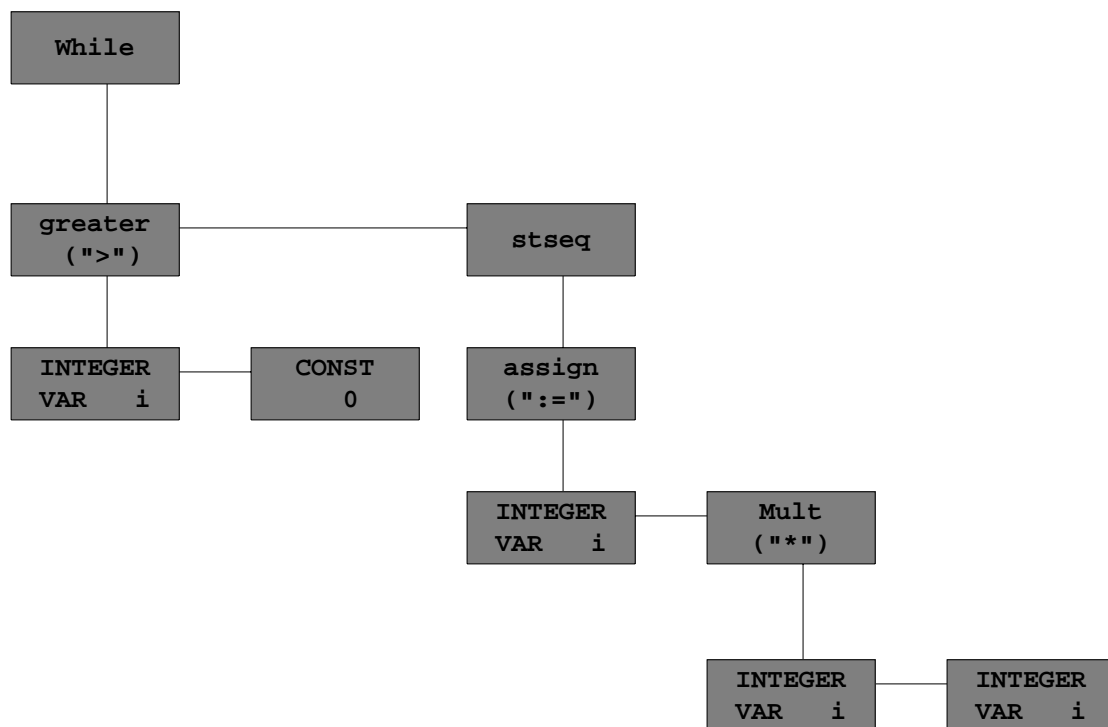 While
greater
(">")
stseq
INTEGER
VAR i
CONST
0
assign
(":=")
INTEGER
VAR i
Mult
("*")
INTEGER
VAR i
INTEGER
VAR i